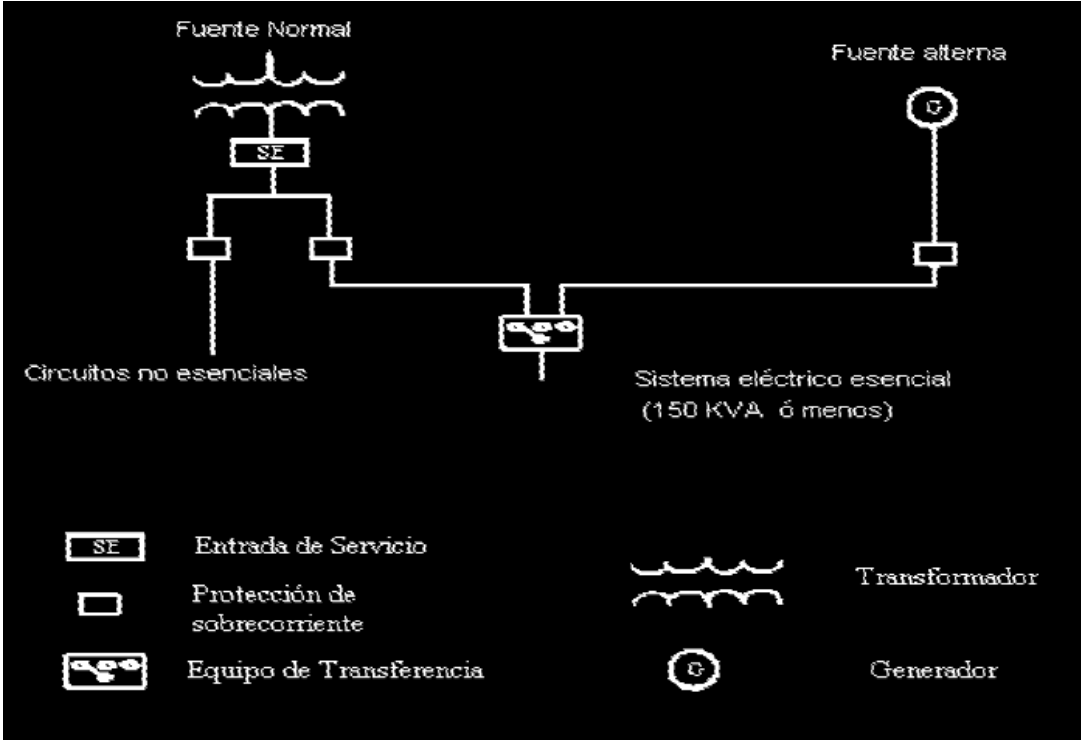 Fuente Normal
Fuente alterna
G
SE
Circuitos no esenciales
Sistema eléctrico esencial
(150 KVA ó menos)
SE
Entrada de Servicio
Transformador
Protección de
sobrecorriente
Equipo de Transferencia
G
Generador